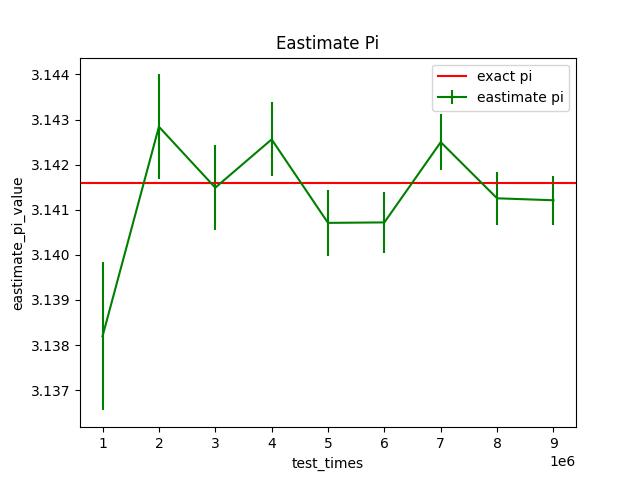 Eastimate Pi
exact pi
eastimate pi
3.144
3.143
3.142
3.141
3.140
3.139
3.138
3.137
eastimate_pi_value
1 2 3 4 5 6 7 8 9
1e6
test_times